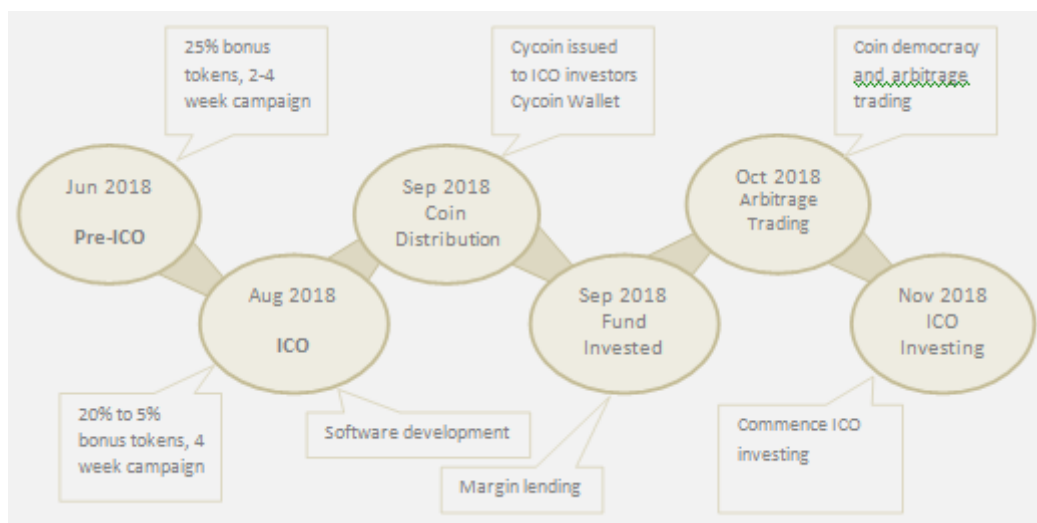 25% bonus
tokens, 2-4
week campaign
Cycoin issued
to ICO investors
Cycoin Wallet
Coin democracy
and arbitrage
trading
Jun 2018
Pre-ICO
Sep 2018
Coin
Distribution
Oct 2018
Arbitrage
Trading
Aug 2018
ICO
Sep 2018
Fund
Invested
Nov 2018
ICO
Investing
20% to 5%
bonus tokens, 4
week campaign
Software development
Margin lending
Commence ICO
investing